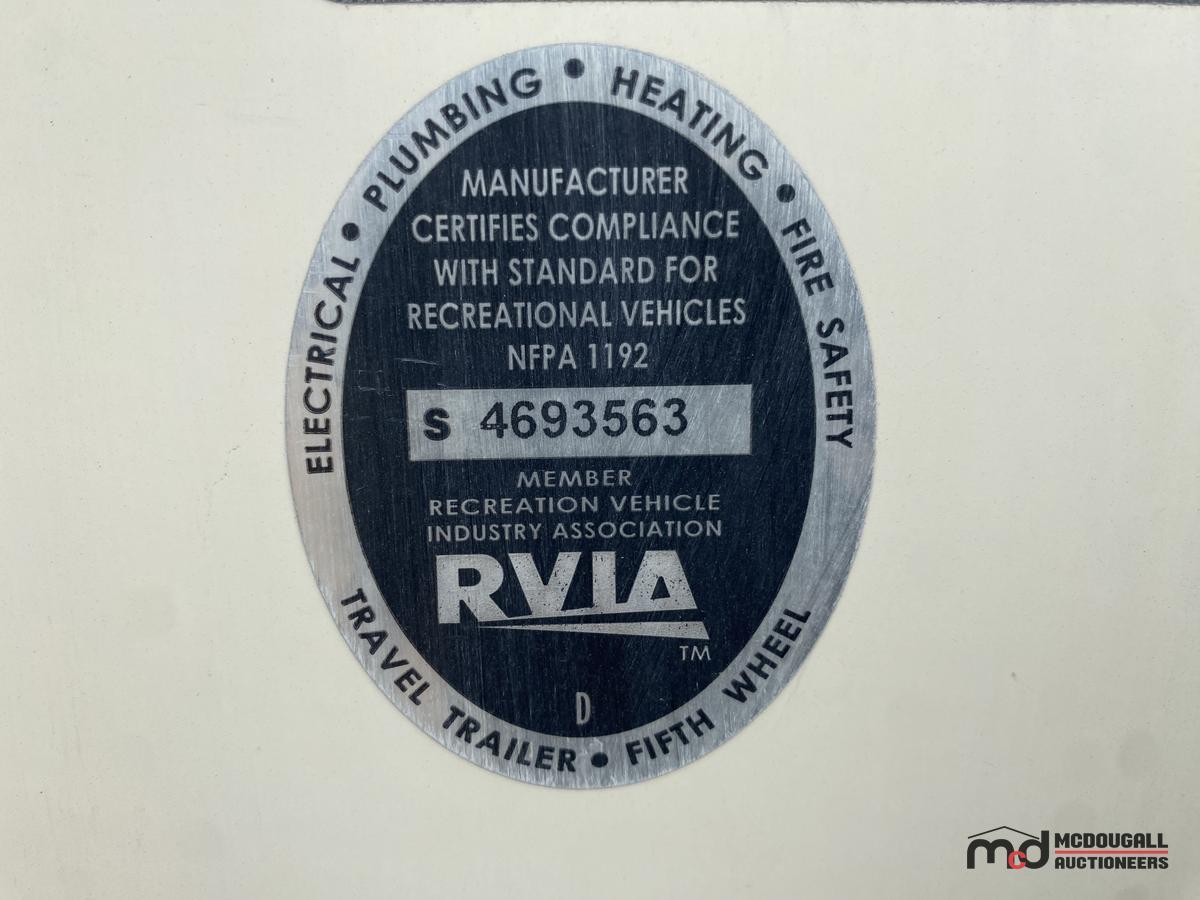 ELECTRICAL • PLUMBING • HEATING • FIRE SAFETY
MANUFACTURER
CERTIFIES COMPLIANCE
WITH STANDARD FOR
RECREATIONAL VEHICLES
NFPA 1192
S 4693563
MEMBER
RECREATION VEHICLE
INDUSTRY ASSOCIATION
RVIA
TM
D
TRAVEL TRAILER • FIFTH WHEEL
mcd MCDOUGALL
AUCTIONEERS